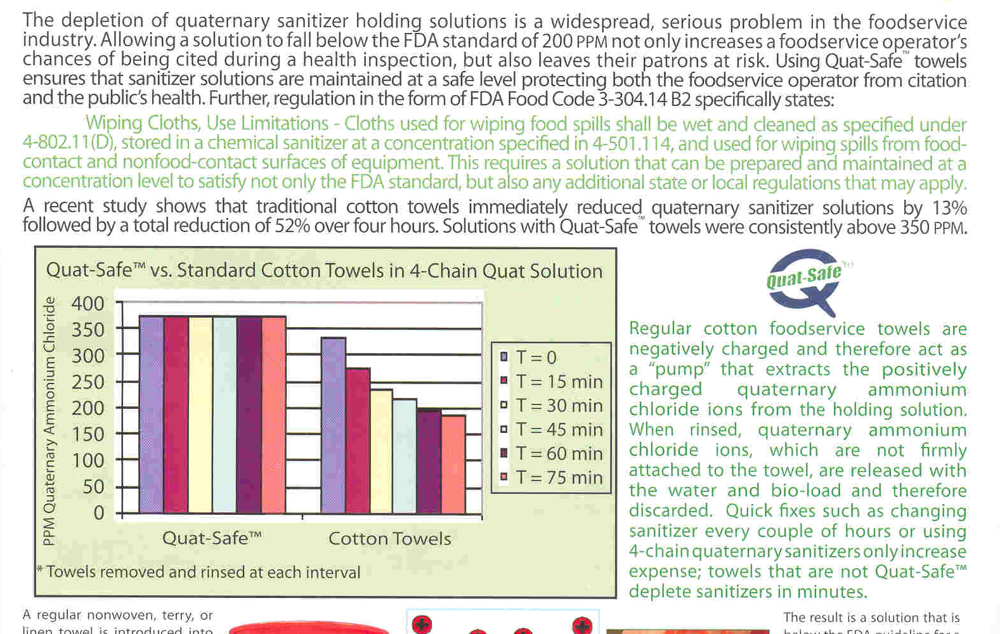 The depletion of quaternary sanitizer holding solutions is a widespread, serious problem in the foodservice
industry. Allowing a solution to fall below the FDA standard of 200 PPM not only increases a foodservice operator's
chances of being cited during a health inspection, but also leaves their patrons at risk. Using Quat-Safe™ towels
ensures that sanitizer solutions are maintained at a safe level protecting both the foodservice operator from citation
and the public's health. Further, regulation in the form of FDA Food Code 3-304.14 B2 specifically states:
Wiping Cloths, Use Limitations - Cloths used for wiping food spills shall be wet and cleaned as specified under
4-802.11(D), stored in a chemical sanitizer at a concentration specified in 4-501.114, and used for wiping spills from food-
contact and nonfood-contact surfaces of equipment. This requires a solution that can be prepared and maintained at a
concentration level to satisfy not only the FDA standard, but also any additional state or local regulations that may apply.
A recent study shows that traditional cotton towels immediately reduced quaternary sanitizer solutions by 13%
followed by a total reduction of 52% over four hours. Solutions with Quat-Safe™ towels were consistently above 350 PPM.
Quat-Safe™ vs. Standard Cotton Towels in 4-Chain Quat Solution
PPM Quaternary Ammonium Chloride
400
350
300
250
200
150
100
50
0
Quat-Safe™ Cotton Towels
T = 0
T = 15 min
T = 30 min
T = 45 min
T = 60 min
T = 75 min
* Towels removed and rinsed at each interval
Quat-Safe™
Regular cotton foodservice towels are
negatively charged and therefore act as
a "pump" that extracts the positively
charged quaternary ammonium
chloride ions from the holding solution.
When rinsed, quaternary ammonium
chloride ions, which are not firmly
attached to the towel, are released with
the water and bio-load and therefore
discarded. Quick fixes such as changing
sanitizer every couple of hours or using
4-chain quaternary sanitizers only increase
expense; towels that are not Quat-Safe™
deplete sanitizers in minutes.
A regular nonwoven, terry, or
linen towel is introduced into
The result is a solution that is
below the FDA guideline for a